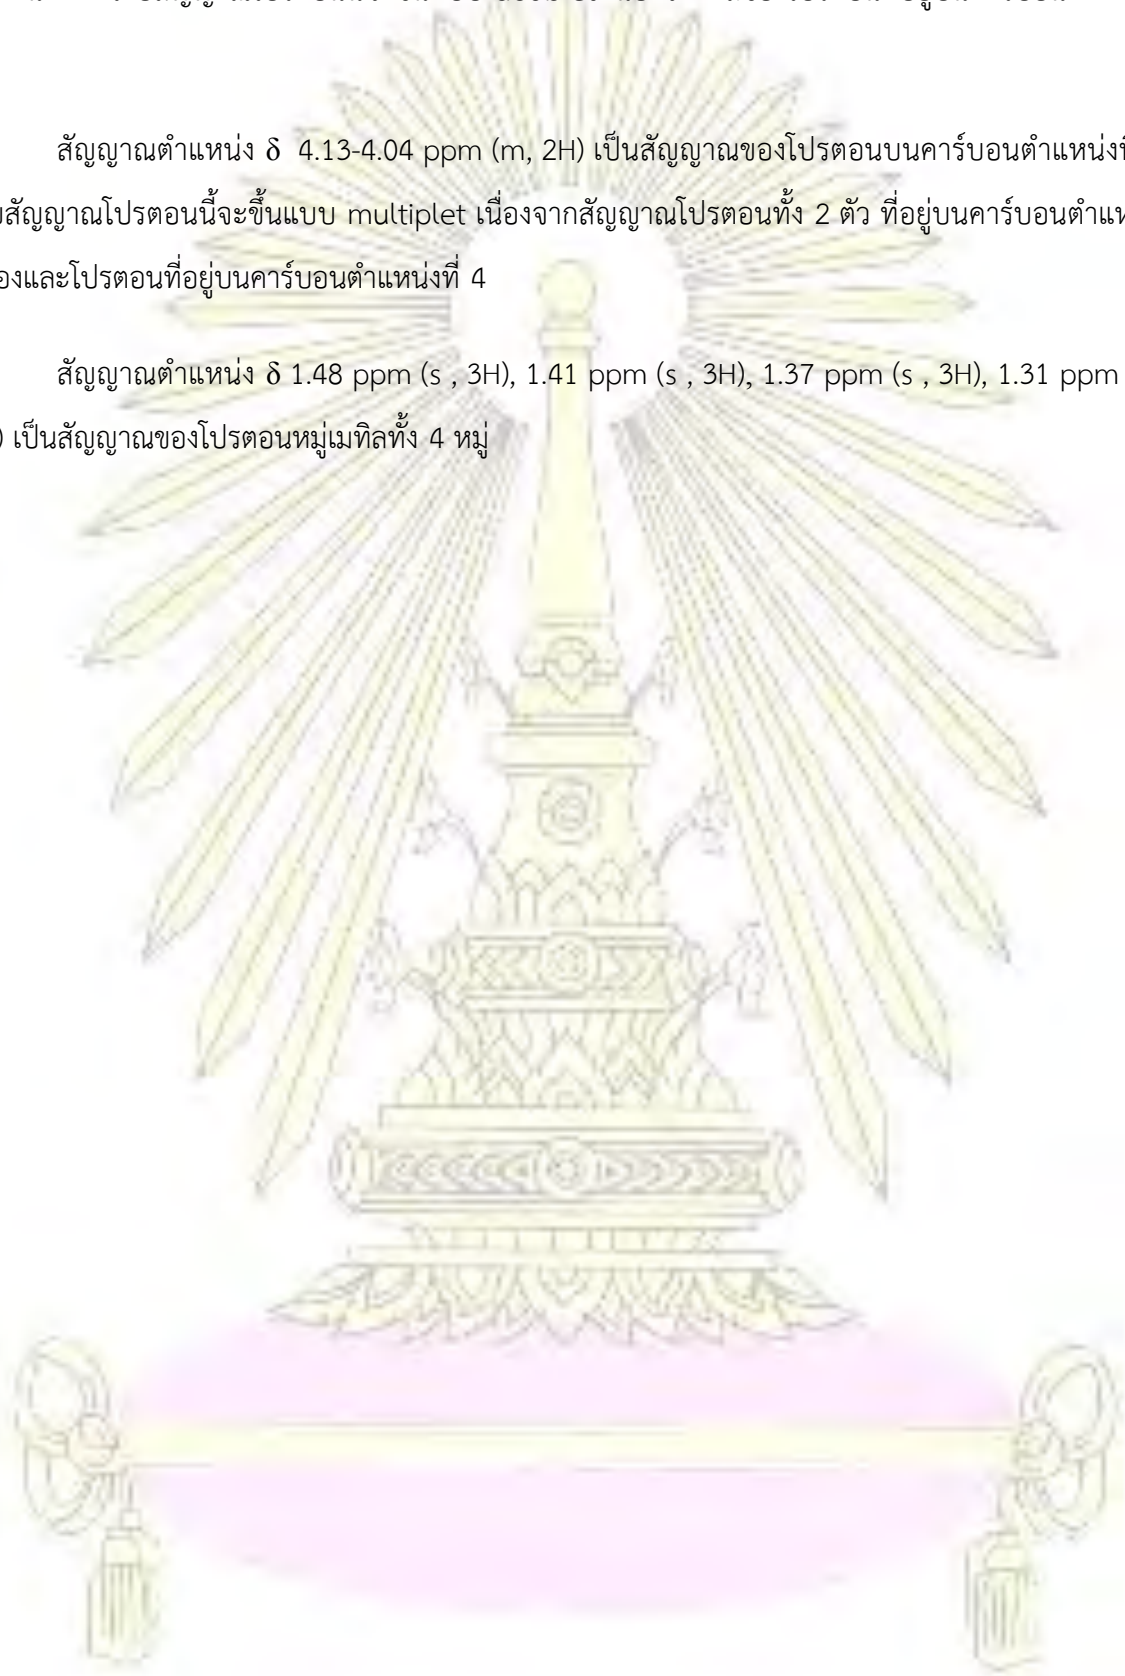 สัญญาณตำแหน่ง δ 4.13-4.04 ppm (m, 2H) เป็นสัญญาณของโปรตอนบนคาร์บอนตำแหน่งที่
สัญญาณโปรตอนนี้จะขึ้นแบบ multiplet เนื่องจากสัญญาณโปรตอนทั้ง 2 ตัว ที่อยู่บนคาร์บอน
และโปรตอนที่อยู่บนคาร์บอนตำแหน่งที่ 4
สัญญาณตำแหน่ง δ 1.48 ppm (s , 3H), 1.41 ppm (s , 3H), 1.37 ppm (s , 3H), 1.31 ppm
) เป็นสัญญาณของโปรตอนหมู่เมทิลทั้ง 4 หมู่